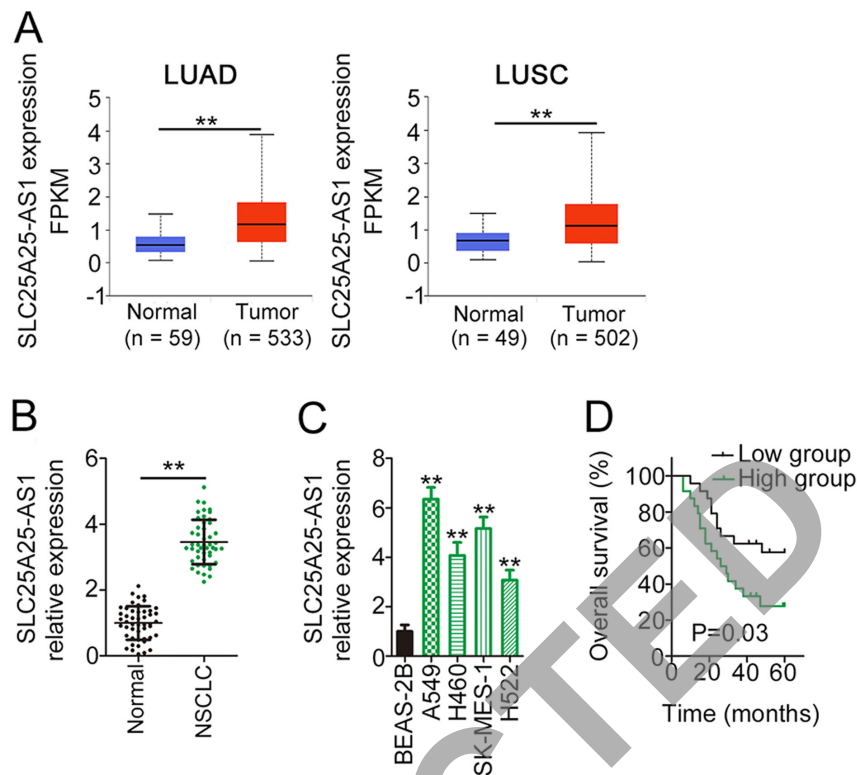 A
LUAD
LUSC
SLC25A25-AS1 expression
FPKM
5
4
3
2
1
0
-1
**
Normal
(n = 59)
Tumor
(n = 533)
SLC25A25-AS1 expression
FPKM
5
4
3
2
1
0
-1
**
Normal
(n = 49)
Tumor
(n = 502)
B
SLC25A25-AS1
relative expression
6
4
2
0
**
Normal
NSCLC
C
SLC25A25-AS1
relative expression
8
6
4
2
0
**
**
**
**
BEAS-2B
A549
H460
SK-MES-1
H522
D
Low group
High group
Overall survival (%)
100
80
60
40
20
0
P=0.03
0
20
40
60
Time (months)
CTED